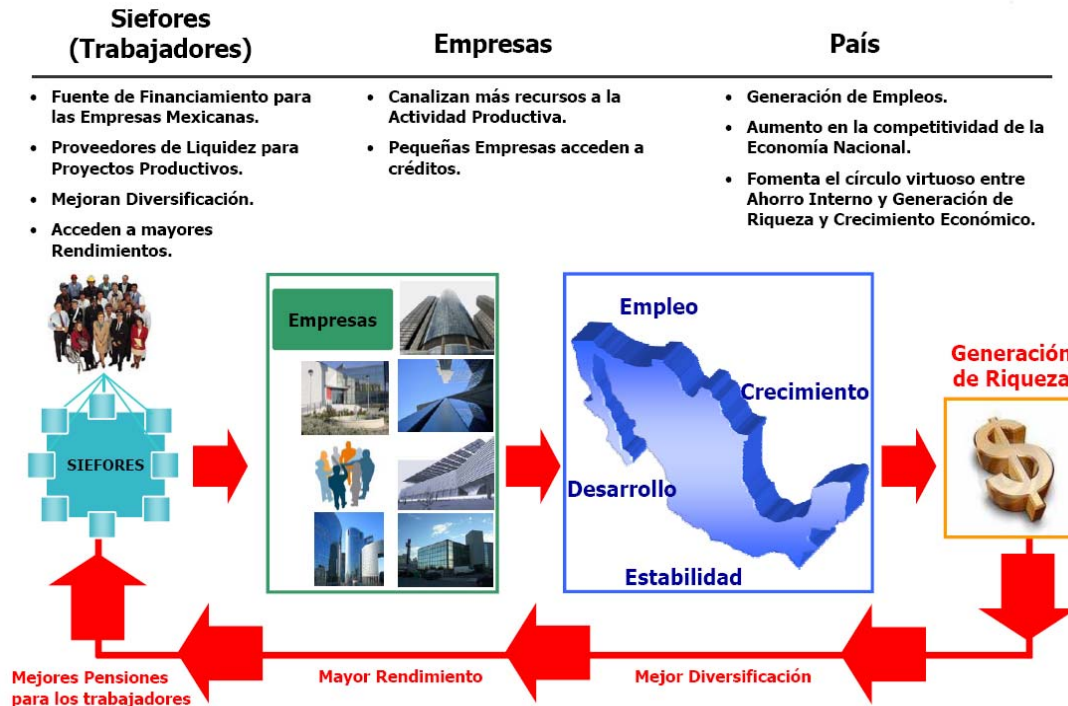 Siefores
(Trabajadores)
Empresas
País
• Fuente de Financiamiento para
las Empresas Mexicanas.
• Proveedores de Liquidez para
Proyectos Productivos.
• Mejoran Diversificación.
• Acceden a mayores
Rendimientos.
• Canalizan más recursos a la
Actividad Productiva.
• Pequeñas Empresas acceden a
créditos.
• Generación de Empleos.
• Aumento en la competitividad de la
Economía Nacional.
• Fomenta el círculo virtuoso entre
Ahorro Interno y Generación de
Riqueza y Crecimiento Económico.
SIEFORES
Empresas
Empleo
Crecimiento
Desarrollo
Estabilidad
Generación
de Riqueza
Mejores Pensiones
para los trabajadores
Mayor Rendimiento
Mejor Diversificación